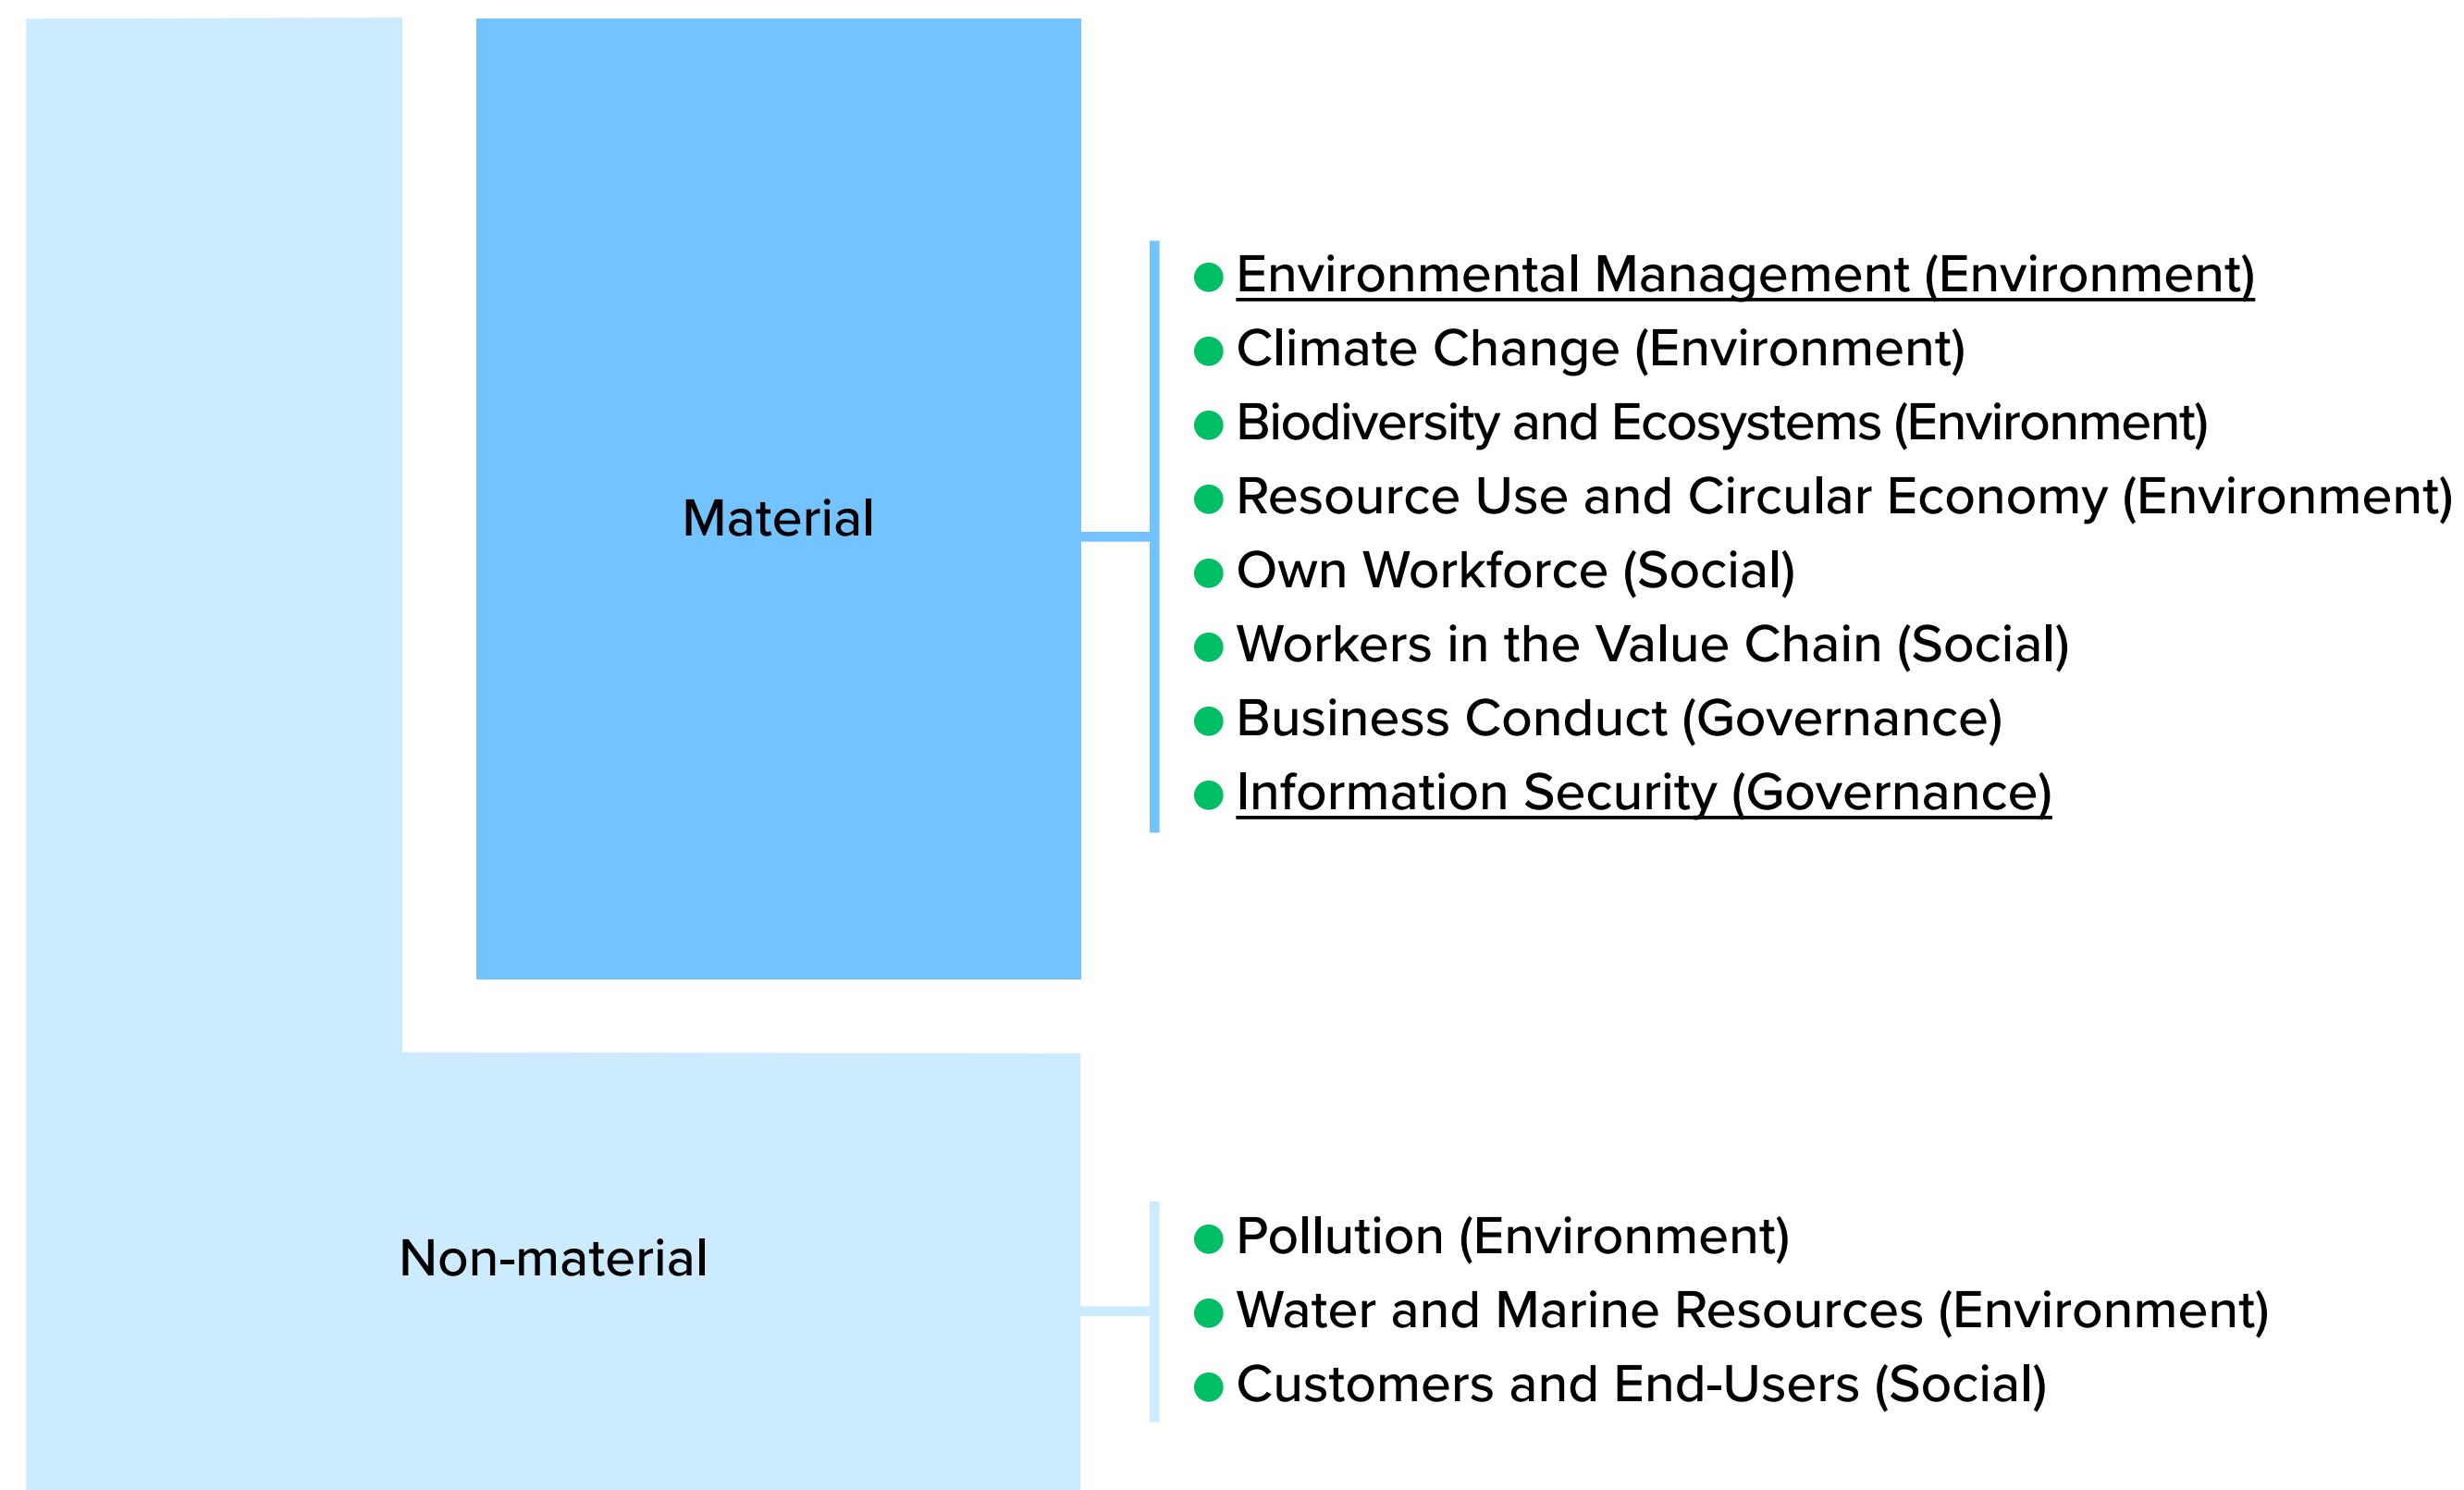 Material
Environmental Management (Environment)
Climate Change (Environment)
Biodiversity and Ecosystems (Environment)
Resource Use and Circular Economy (Environment)
Own Workforce (Social)
Workers in the Value Chain (Social)
Business Conduct (Governance)
Information Security (Governance)
Non-material
Pollution (Environment)
Water and Marine Resources (Environment)
Customers and End-Users (Social)